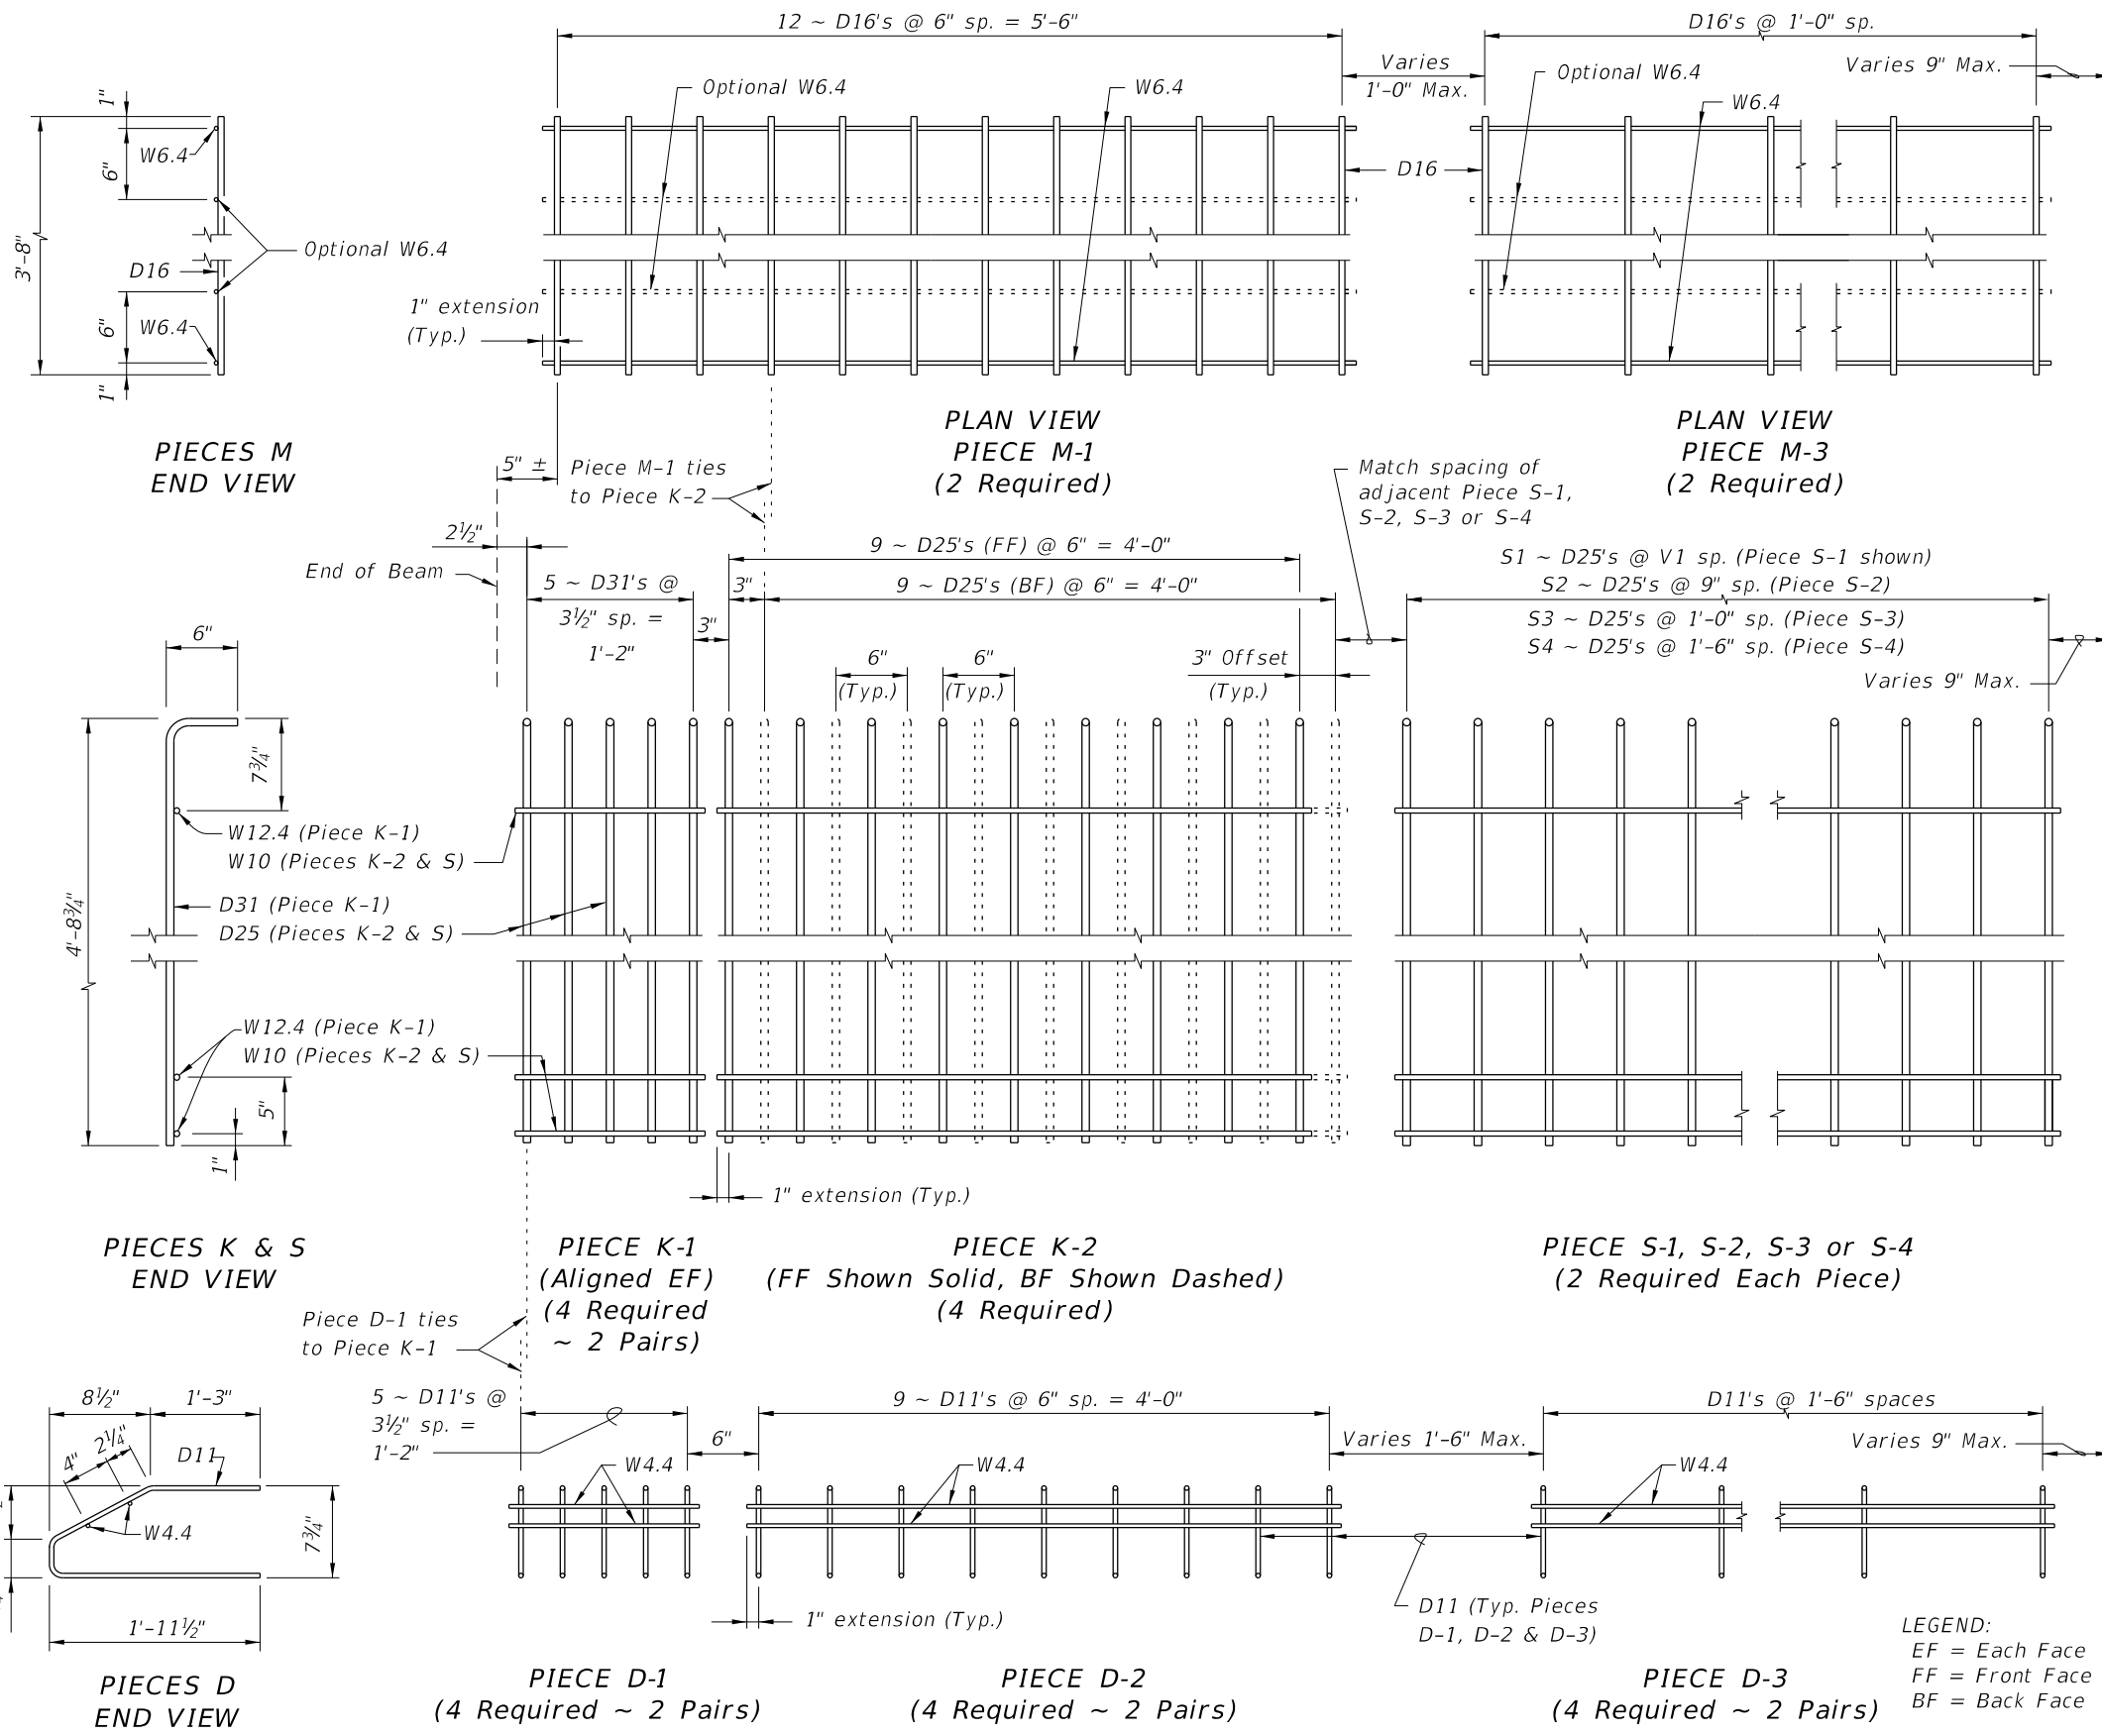 12 ~ D16's @ 6" sp. = 5'-6"
D16's @ 1'-0" sp.
Varies
1'-0" Max.
Varies 9" Max.
Optional W6.4
W6.4
Optional W6.4
W6.4
D16
1"
W6.4
6"
3'-8"
Optional W6.4
D16
6"
W6.4
1"
1" extension
(Typ.)
PIECES M
END VIEW
PLAN VIEW
PIECE M-1
(2 Required)
PLAN VIEW
PIECE M-3
(2 Required)
5" ±
Piece M-1 ties
to Piece K-2
Match spacing of
adjacent Piece S-1,
S-2, S-3 or S-4
2½"
End of Beam
5 ~ D31's @
3½" sp. =
1'-2"
3"
3"
9 ~ D25's (FF) @ 6" = 4'-0"
9 ~ D25's (BF) @ 6" = 4'-0"
6"
(Typ.)
6"
(Typ.)
3" Offset
(Typ.)
S1 ~ D25's @ V1 sp. (Piece S-1 shown)
S2 ~ D25's @ 9" sp. (Piece S-2)
S3 ~ D25's @ 1'-0" sp. (Piece S-3)
S4 ~ D25's @ 1'-6" sp. (Piece S-4)
Varies 9" Max.
6"
7¾"
4'-8¾"
W12.4 (Piece K-1)
W10 (Pieces K-2 & S)
D31 (Piece K-1)
D25 (Pieces K-2 & S)
W12.4 (Piece K-1)
W10 (Pieces K-2 & S)
5"
1"
1" extension (Typ.)
PIECES K & S
END VIEW
PIECE K-1
(Aligned EF)
(4 Required
~ 2 Pairs)
PIECE K-2
(FF Shown Solid, BF Shown Dashed)
(4 Required)
PIECE S-1, S-2, S-3 or S-4
(2 Required Each Piece)
Piece D-1 ties
to Piece K-1
8½"
1'-3"
4"
2¼"
D11
W4.4
7¾"
1'-11½"
5 ~ D11's @
3½" sp. =
1'-2"
6"
9 ~ D11's @ 6" sp. = 4'-0"
Varies 1'-6" Max.
D11's @ 1'-6" spaces
Varies 9" Max.
W4.4
W4.4
W4.4
1" extension (Typ.)
D11 (Typ. Pieces
D-1, D-2 & D-3)
PIECES D
END VIEW
PIECE D-1
(4 Required ~ 2 Pairs)
PIECE D-2
(4 Required ~ 2 Pairs)
PIECE D-3
(4 Required ~ 2 Pairs)
LEGEND:
EF = Each Face
FF = Front Face
BF = Back Face